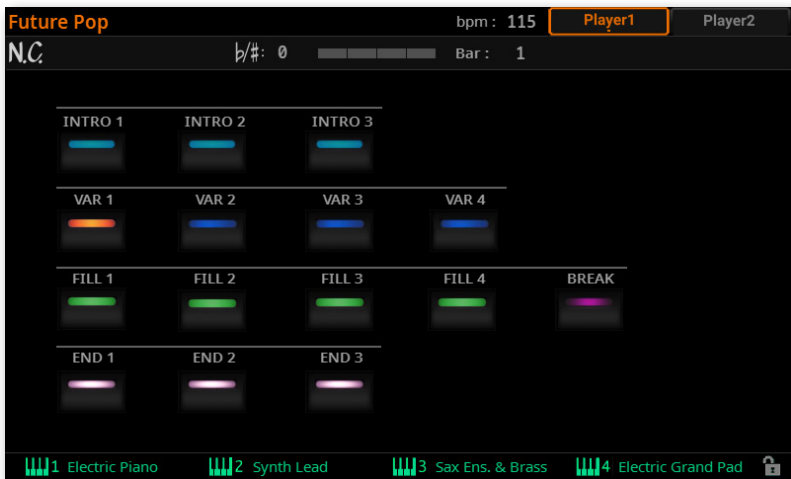 Future Pop bpm : 115 Player1 Player2
N.C. b/#: 0 Bar : 1
INTRO 1 INTRO 2 INTRO 3
VAR 1 VAR 2 VAR 3 VAR 4
FILL 1 FILL 2 FILL 3 FILL 4 BREAK
END 1 END 2 END 3
1 Electric Piano 2 Synth Lead 3 Sax Ens. & Brass 4 Electric Grand Pad